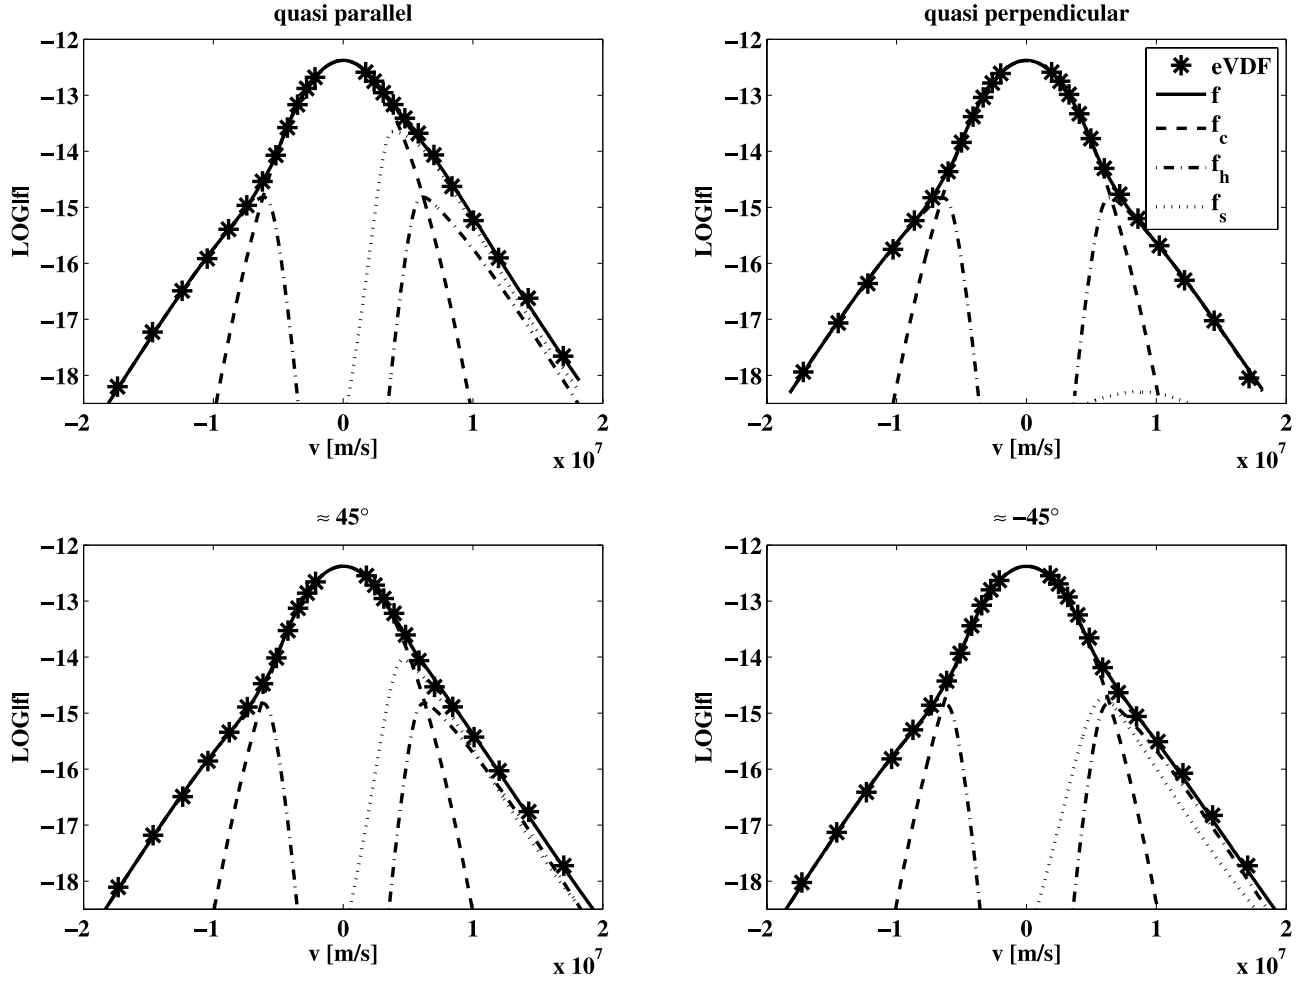 quasi parallel
−12
−13
−14
−15
−16
−17
−18
LOG|f|
−2 −1 0 1 2
v [m/s]
x 10^7
quasi perpendicular
−12
−13
−14
−15
−16
−17
−18
LOG|f|
−2 −1 0 1 2
v [m/s]
x 10^7
eVDF
f
f_c
f_h
f_s
≈ 45°
−12
−13
−14
−15
−16
−17
−18
LOG|f|
−2 −1 0 1 2
v [m/s]
x 10^7
≈ −45°
−12
−13
−14
−15
−16
−17
−18
LOG|f|
−2 −1 0 1 2
v [m/s]
x 10^7